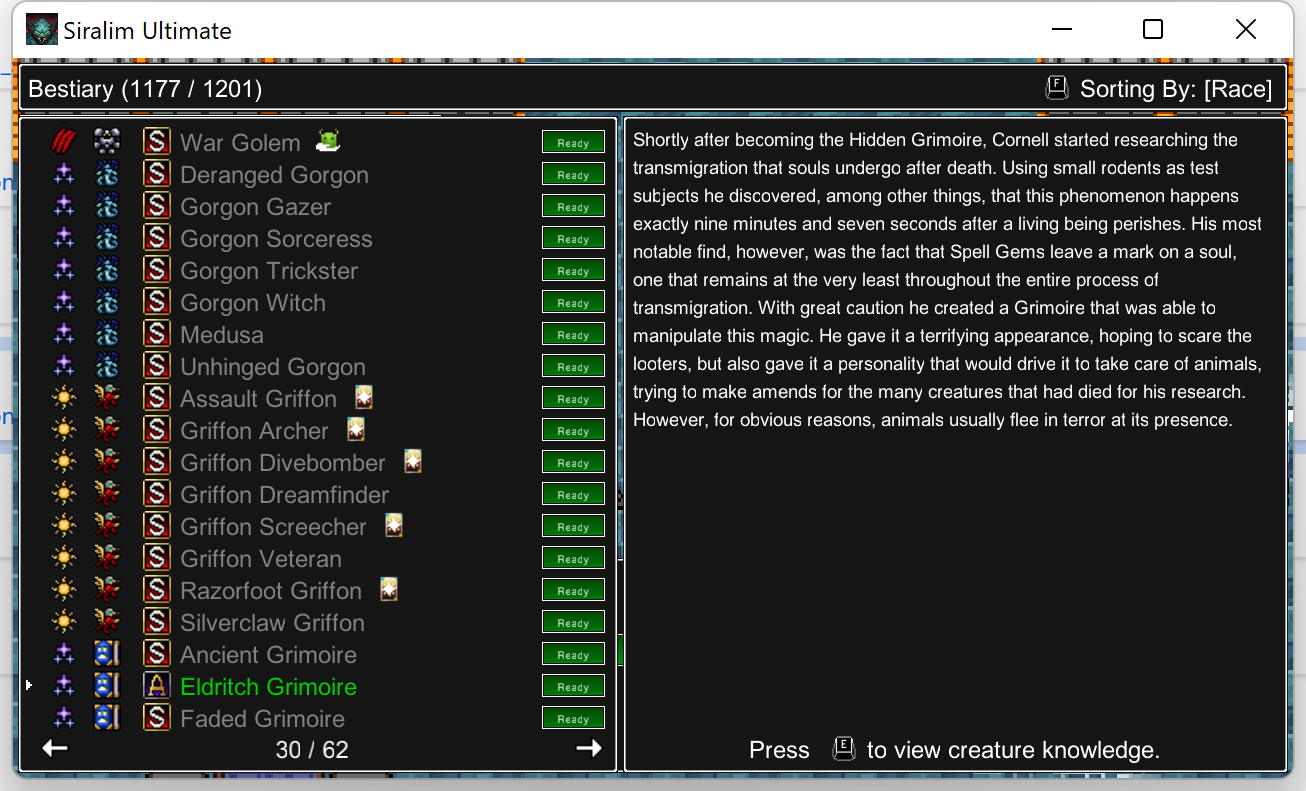 Siralim Ultimate
Bestiary (1177 / 1201)
F Sorting By: [Race]
S War Golem Ready
S Deranged Gorgon Ready
S Gorgon Gazer Ready
S Gorgon Sorceress Ready
S Gorgon Trickster Ready
S Gorgon Witch Ready
S Medusa Ready
S Unhinged Gorgon Ready
S Assault Griffon Ready
S Griffon Archer Ready
S Griffon Divebomber Ready
S Griffon Dreamfinder Ready
S Griffon Screecher Ready
S Griffon Veteran Ready
S Razorfoot Griffon Ready
S Silverclaw Griffon Ready
S Ancient Grimoire Ready
A Eldritch Grimoire Ready
S Faded Grimoire Ready
30 / 62
Shortly after becoming the Hidden Grimoire, Cornell started researching the
transmigration that souls undergo after death. Using small rodents as test
subjects he discovered, among other things, that this phenomenon happens
exactly nine minutes and seven seconds after a living being perishes. His most
notable find, however, was the fact that Spell Gems leave a mark on a soul,
one that remains at the very least throughout the entire process of
transmigration. With great caution he created a Grimoire that was able to
manipulate this magic. He gave it a terrifying appearance, hoping to scare the
looters, but also gave it a personality that would drive it to take care of animals,
trying to make amends for the many creatures that had died for his research.
However, for obvious reasons, animals usually flee in terror at its presence.
Press E to view creature knowledge.